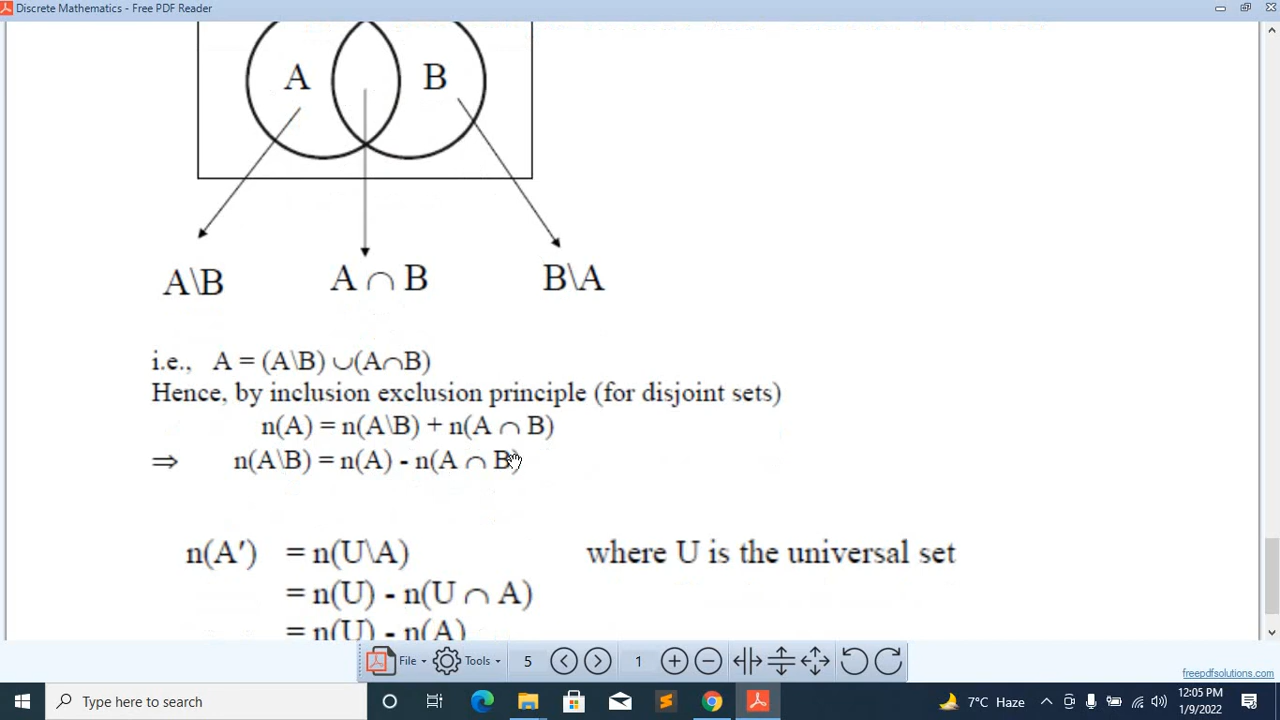 Discrete Mathematics - Free PDF Reader
A B
A\B A ∩ B B\A
i.e., A = (A\B) ∪(A∩B)
Hence, by inclusion exclusion principle (for disjoint sets)
n(A) = n(A\B) + n(A ∩ B)
⇒ n(A\B) = n(A) - n(A ∩ B)
n(A′) = n(U\A) where U is the universal set
= n(U) - n(U ∩ A)
= n(U) - n(A)
File Tools 5 1
freepdfsolutions.com
Type here to search
7°C Haze
12:05 PM
1/9/2022